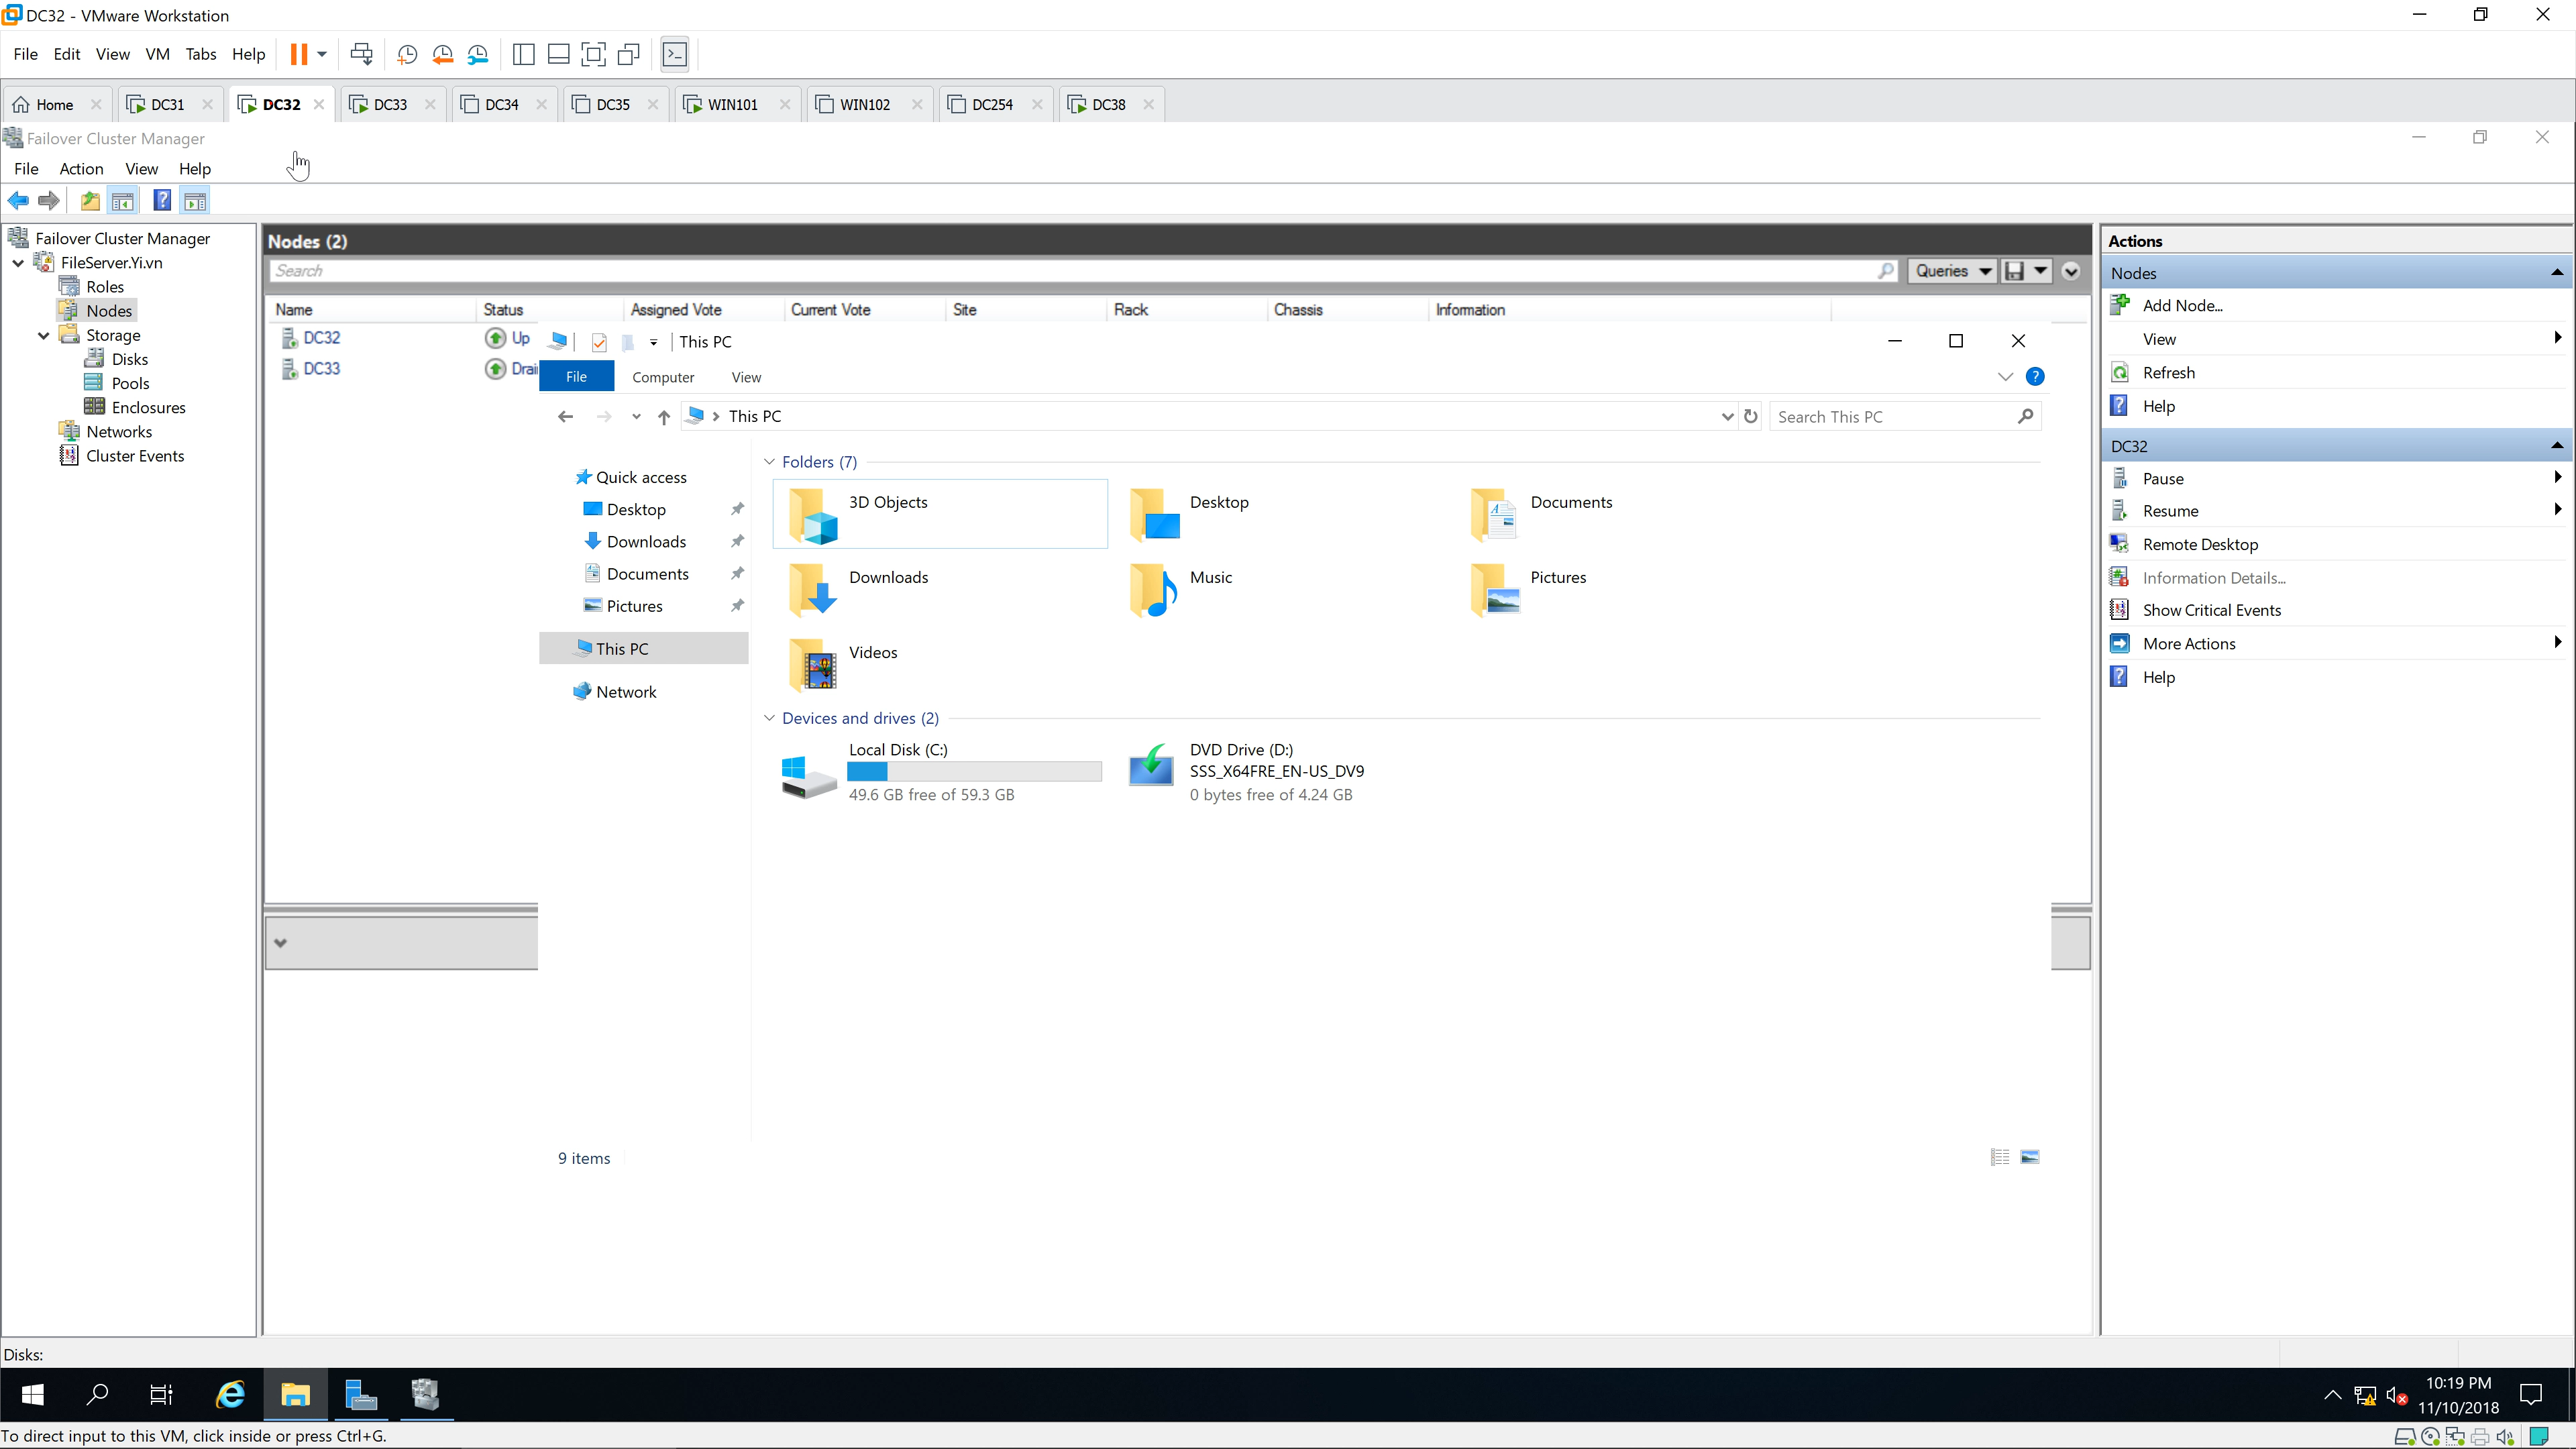 DC32 - VMware Workstation
File Edit View VM Tabs Help
Home DC31 DC32 DC33 DC34 DC35 WIN101 WIN102 DC254 DC38
Failover Cluster Manager
File Action View Help
Failover Cluster Manager
FileServer.Yi.vn
Roles
Nodes
Storage
Disks
Pools
Enclosures
Networks
Cluster Events
Nodes (2)
Search
Queries
Name Status Assigned Vote Current Vote Site Rack Chassis Information
DC32 Up
DC33 Drai
This PC
File Computer View
This PC
Search This PC
Quick access
Desktop
Downloads
Documents
Pictures
This PC
Network
Folders (7)
3D Objects Desktop Documents
Downloads Music Pictures
Videos
Devices and drives (2)
Local Disk (C:)
49.6 GB free of 59.3 GB
DVD Drive (D:)
SSS_X64FRE_EN-US_DV9
0 bytes free of 4.24 GB
9 items
Actions
Nodes
Add Node...
View
Refresh
Help
DC32
Pause
Resume
Remote Desktop
Information Details...
Show Critical Events
More Actions
Help
Disks:
10:19 PM
11/10/2018
To direct input to this VM, click inside or press Ctrl+G.